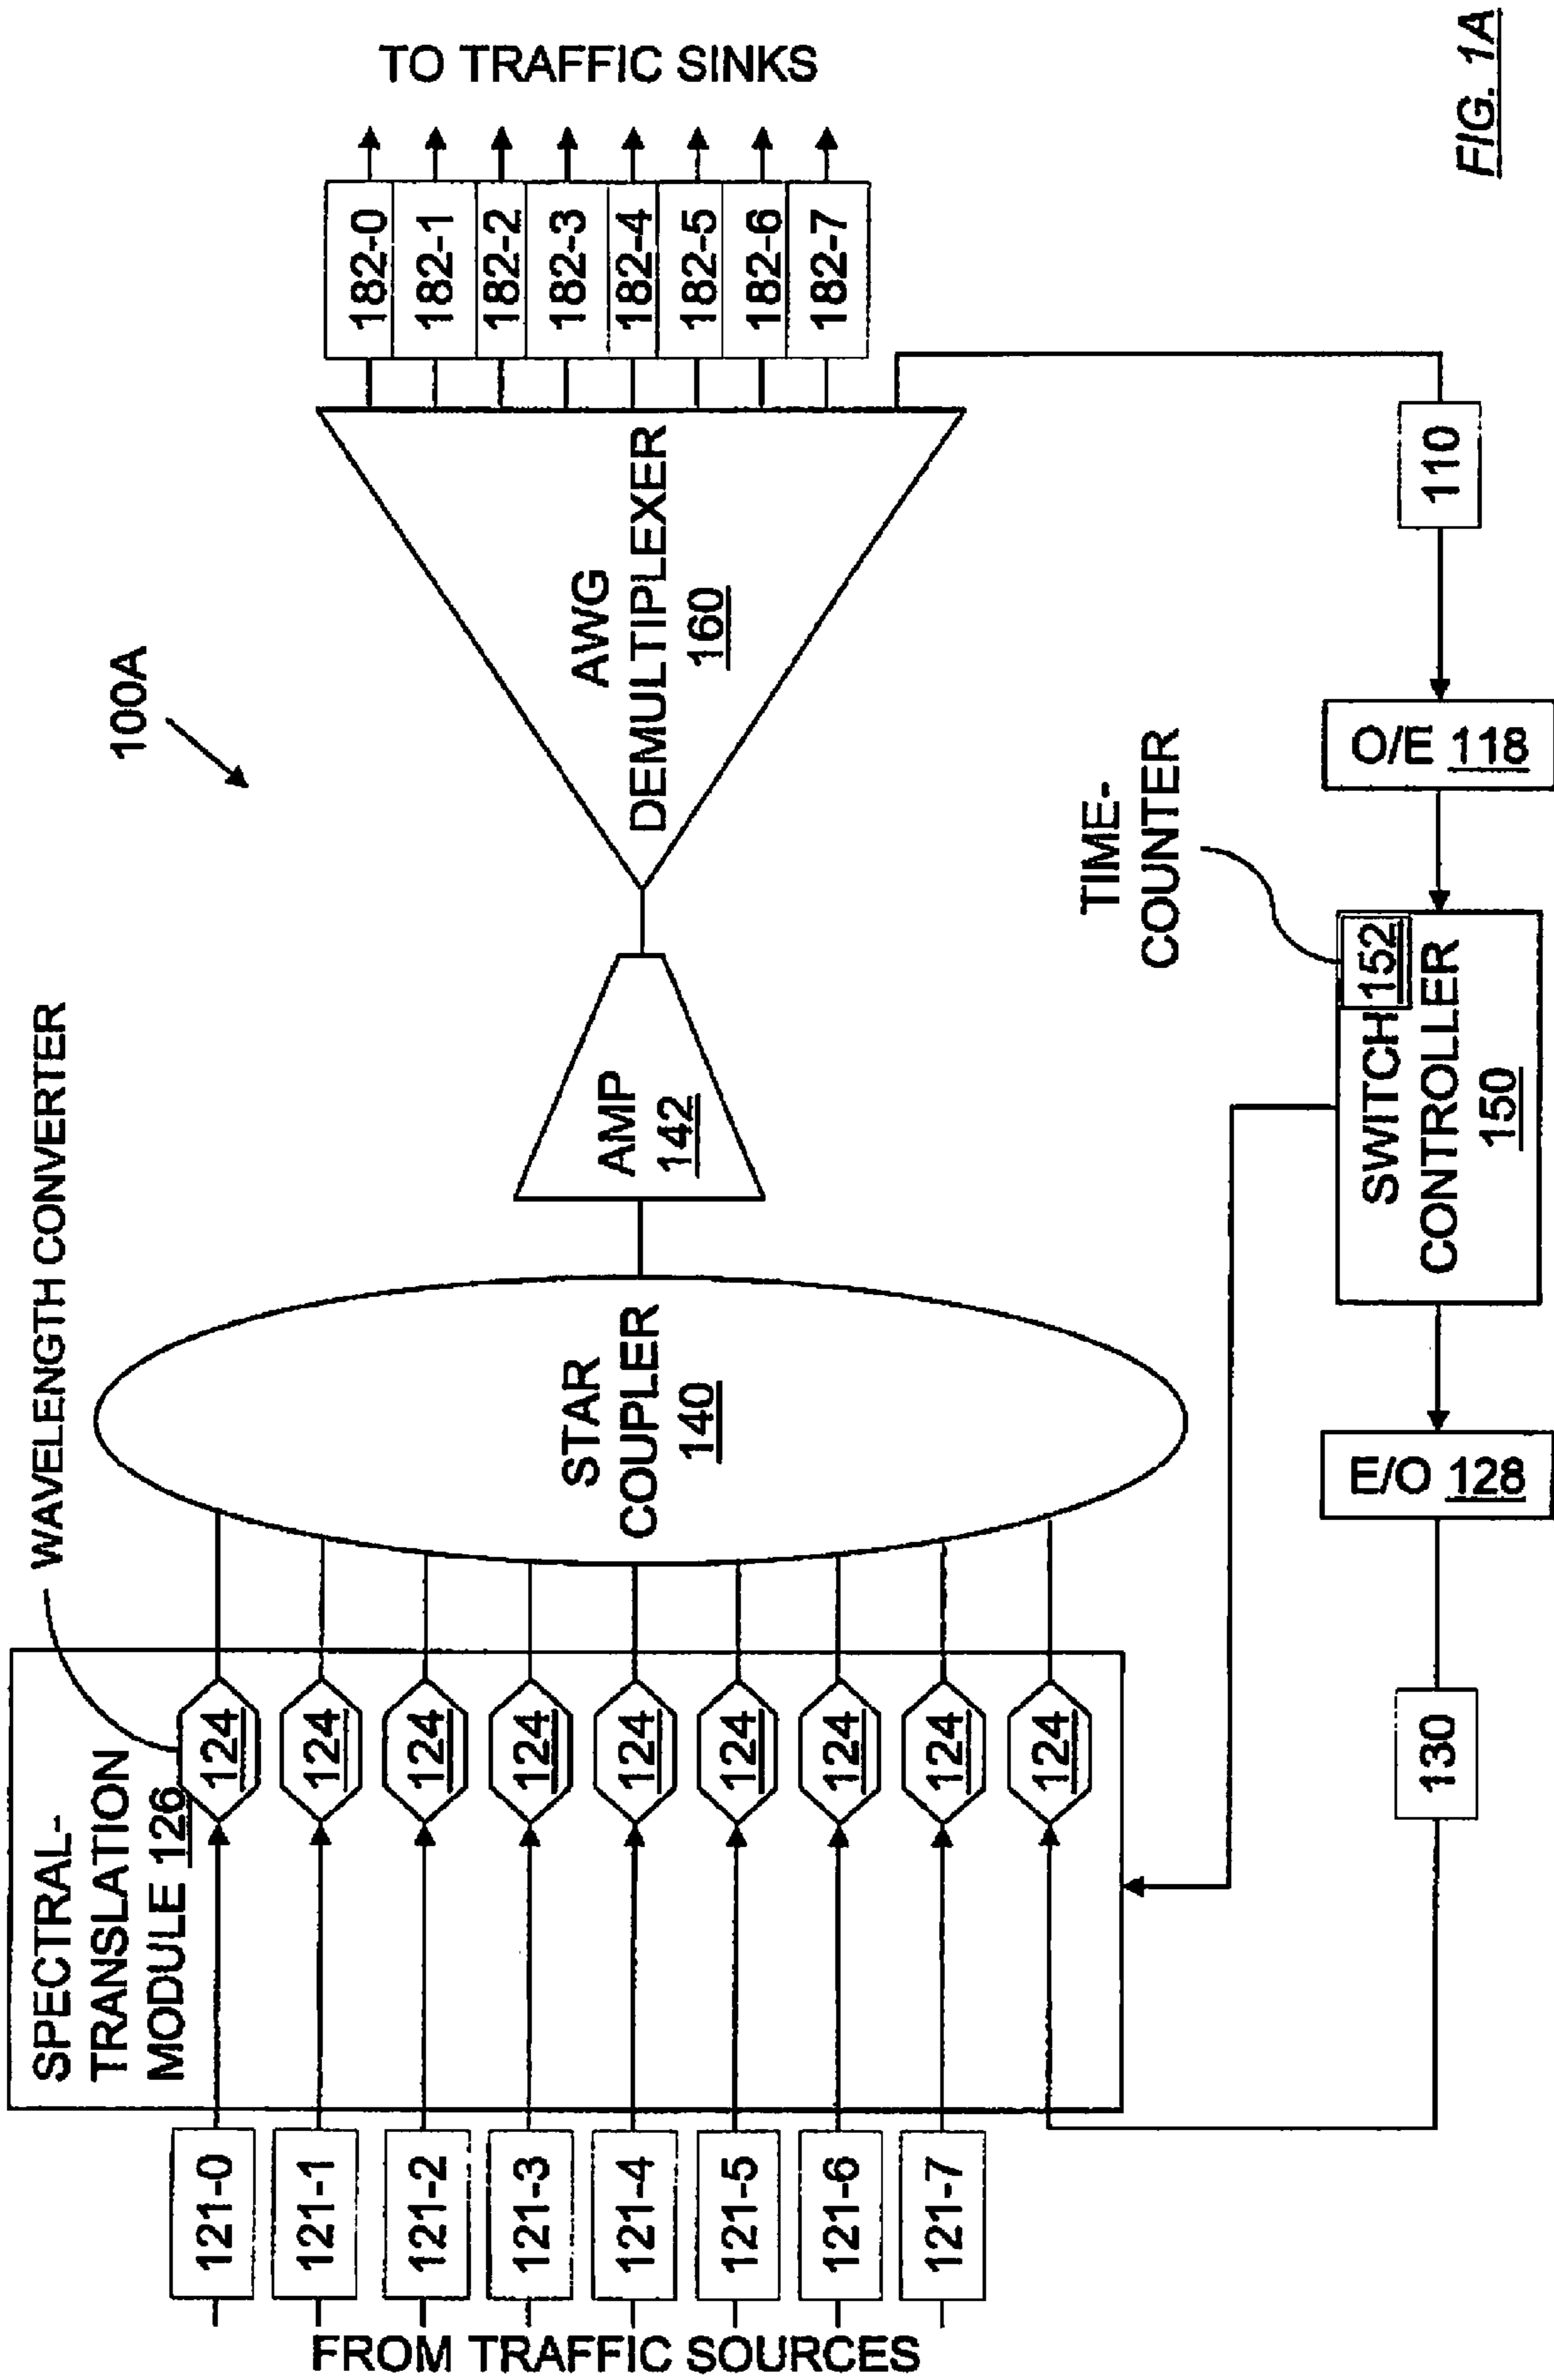 100A
WAVELENGTH CONVERTER
SPECTRAL-
TRANSLATION
MODULE 126
124
124
124
124
124
124
124
124
124
121-0
121-1
121-2
121-3
121-4
121-5
121-6
121-7
FROM TRAFFIC SOURCES
STAR
COUPLER
140
AMP
142
AWG
DEMULTIPLEXER
160
182-0
182-1
182-2
182-3
182-4
182-5
182-6
182-7
TO TRAFFIC SINKS
130
E/O 128
SWITCH 152
CONTROLLER
150
TIME-
COUNTER
O/E 118
110
FIG. 1A